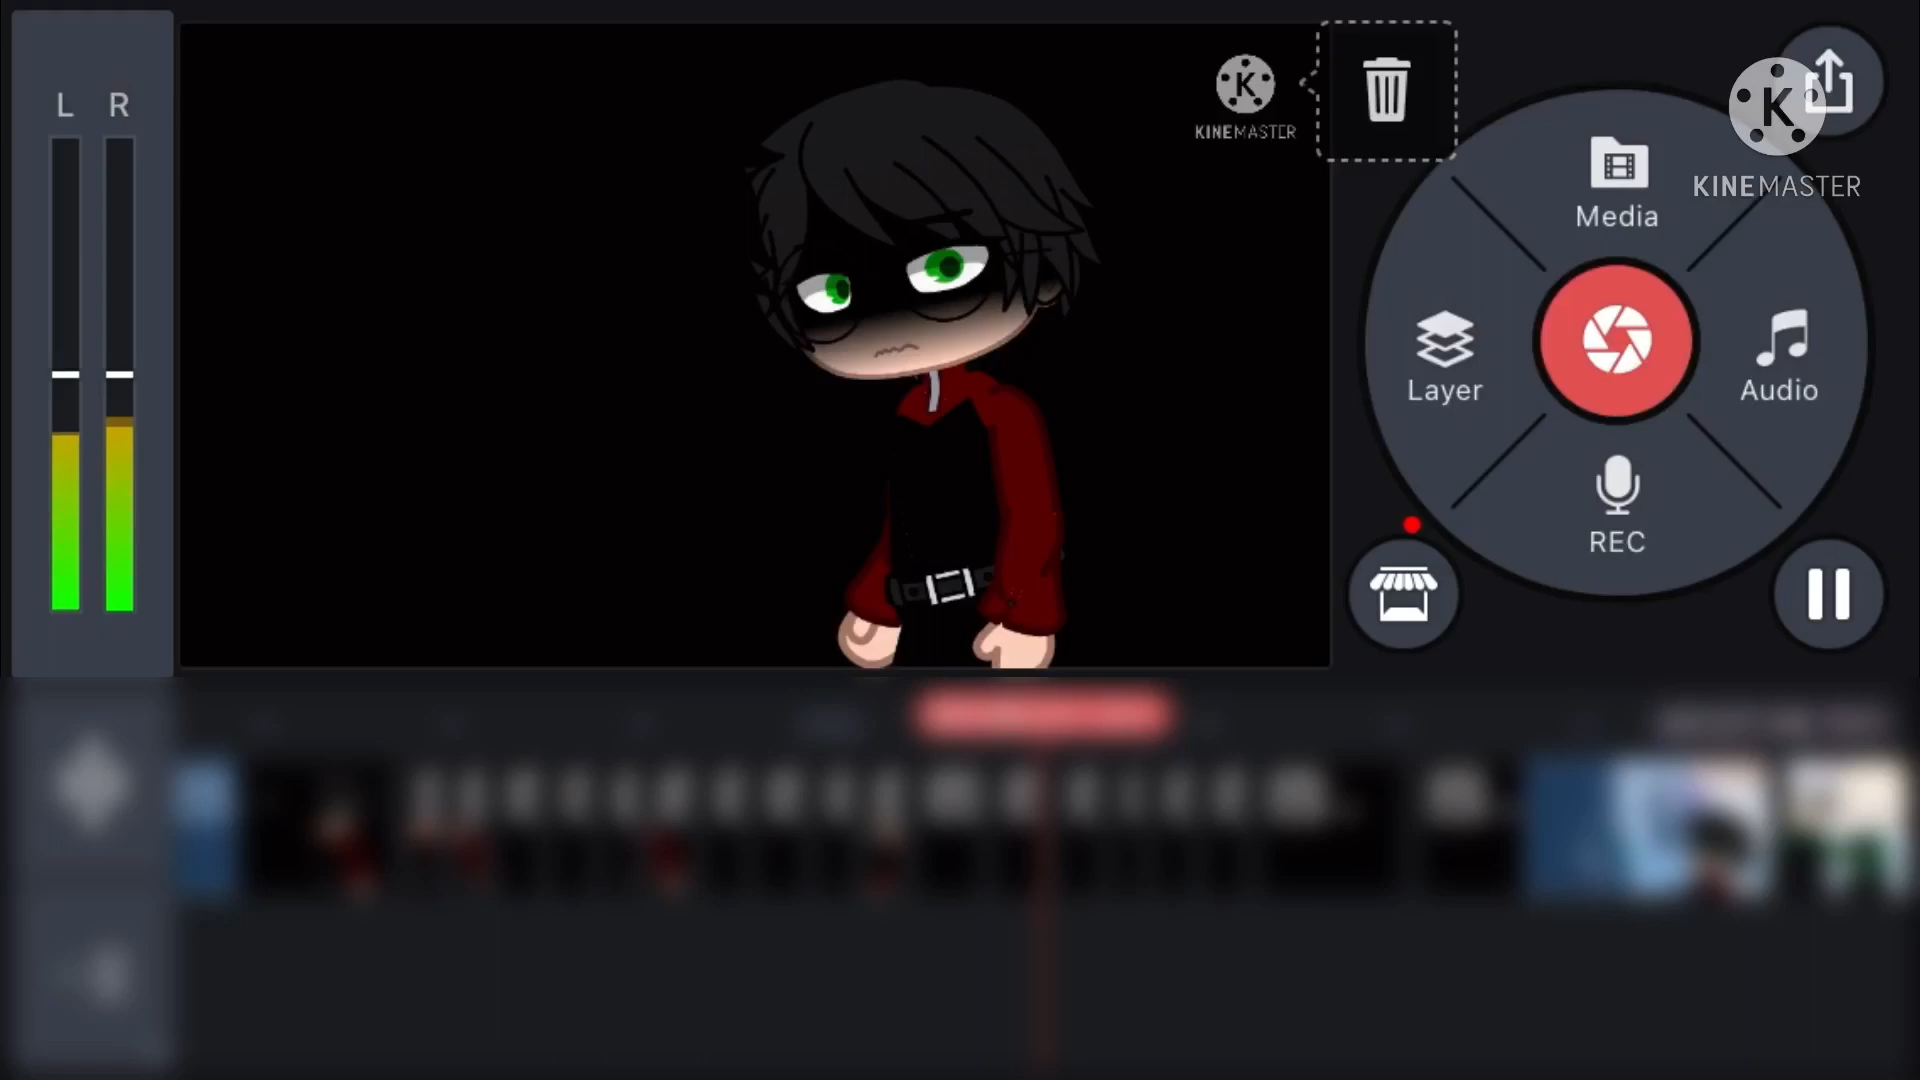 L R
KINEMASTER
K
Media
K
KINEMASTER
Layer
Audio
REC